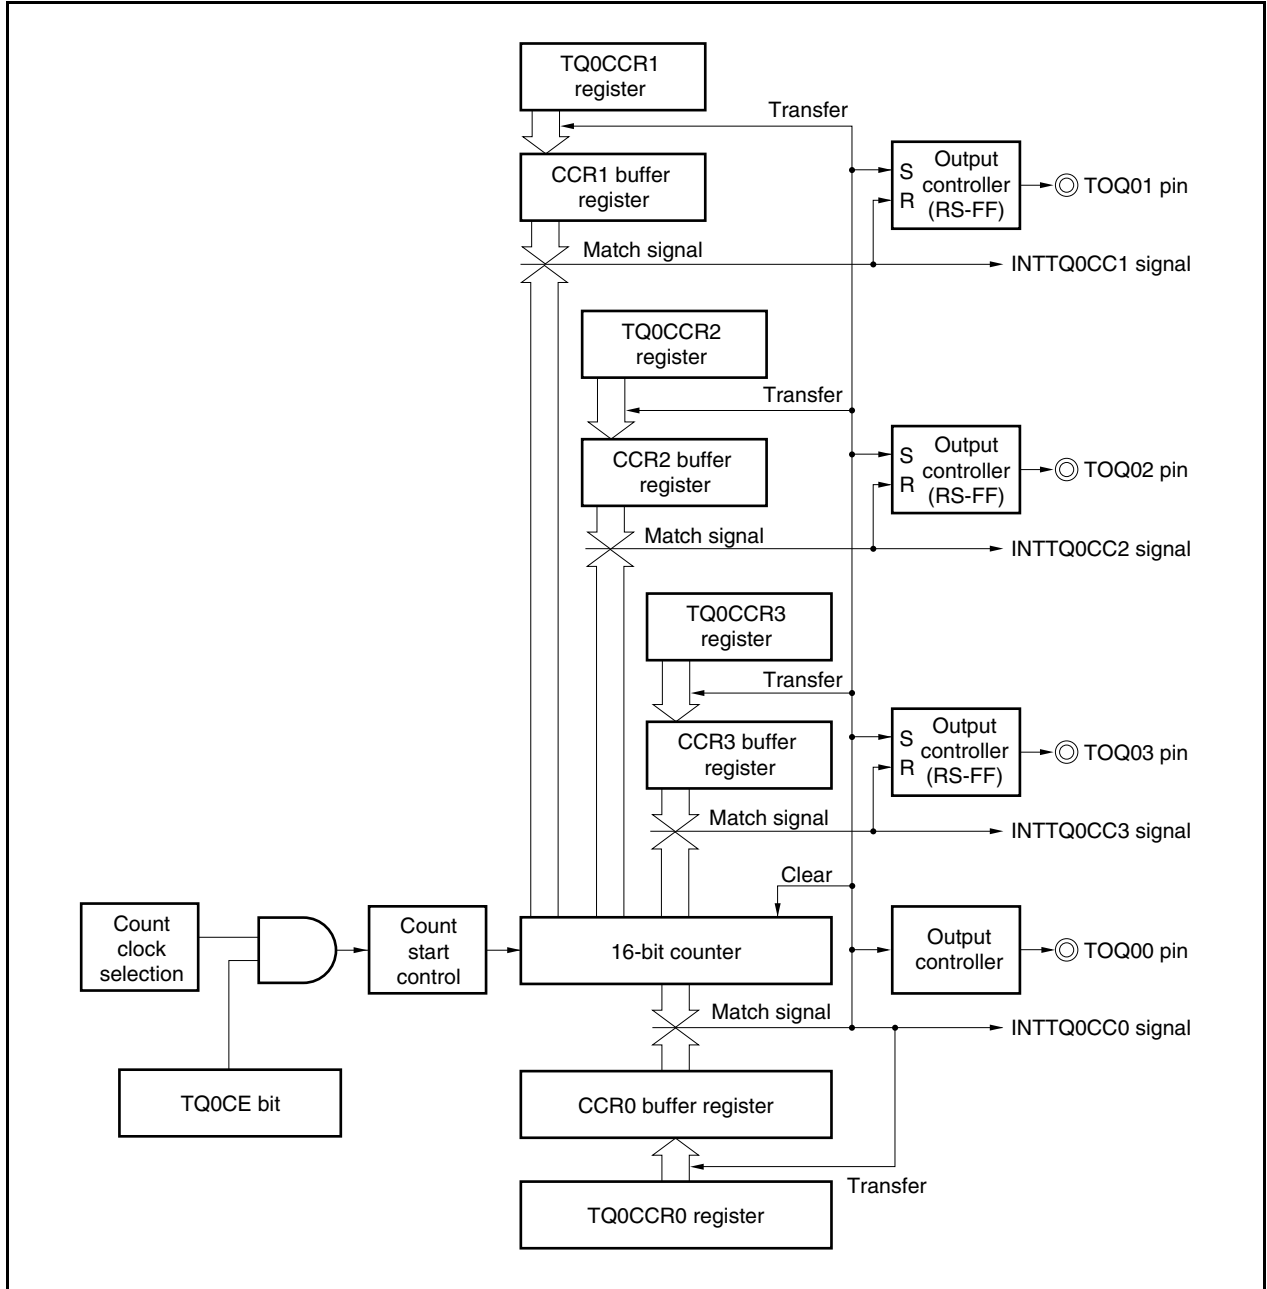 TQ0CCR1
register
Transfer
CCR1 buffer
register
S
R
Output
controller
(RS-FF)
TOQ01 pin
Match signal
INTTQ0CC1 signal
TQ0CCR2
register
Transfer
CCR2 buffer
register
S
R
Output
controller
(RS-FF)
TOQ02 pin
Match signal
INTTQ0CC2 signal
TQ0CCR3
register
Transfer
CCR3 buffer
register
S
R
Output
controller
(RS-FF)
TOQ03 pin
Match signal
INTTQ0CC3 signal
Clear
Count
clock
selection
Count
start
control
16-bit counter
Output
controller
TOQ00 pin
Match signal
INTTQ0CC0 signal
TQ0CE bit
CCR0 buffer register
Transfer
TQ0CCR0 register